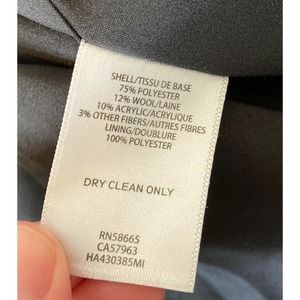 SHELL/TISSU DE BASE
75% POLYESTER
12% WOOL/LAINE
10% ACRYLIC/ACRYLIQUE
3% OTHER FIBERS/AUTRES FIBRES
LINING/DOUBLURE
100% POLYESTER
DRY CLEAN ONLY
RN58665
CA57963
HA430385MI